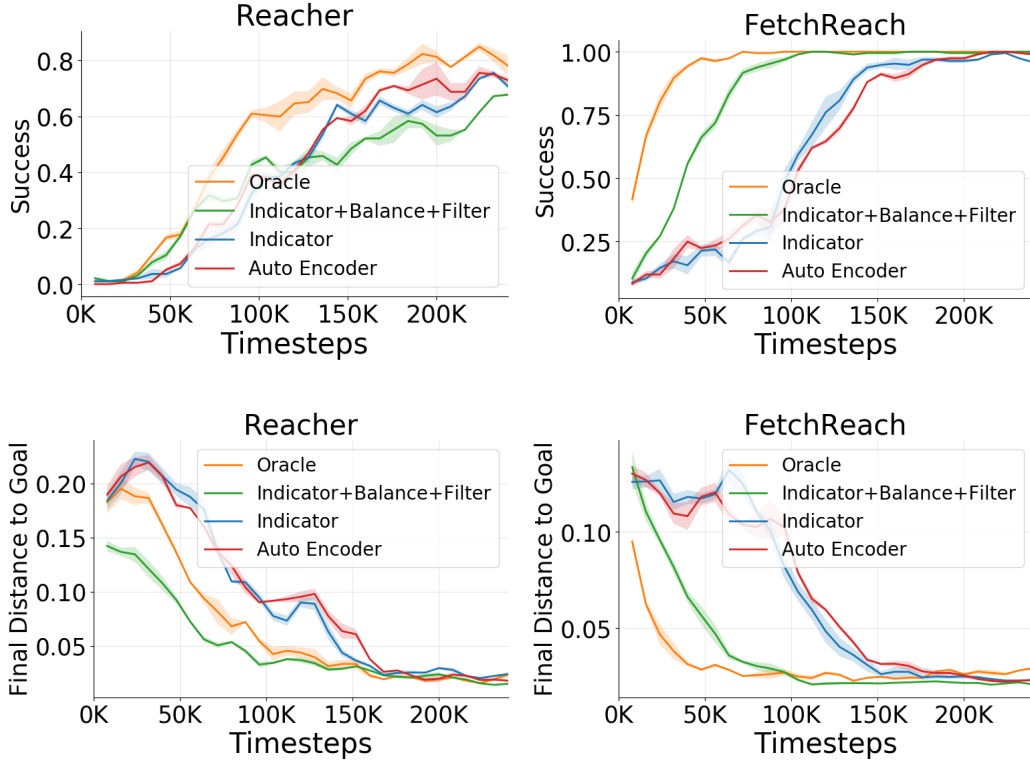 Reacher
Success
0.8
0.6
0.4
0.2
0.0
Oracle
Indicator+Balance+Filter
Indicator
Auto Encoder
0K 50K 100K 150K 200K
Timesteps
FetchReach
Success
1.00
0.75
0.50
0.25
Oracle
Indicator+Balance+Filter
Indicator
Auto Encoder
0K 50K 100K 150K 200K
Timesteps
Reacher
Final Distance to Goal
0.20
0.15
0.10
0.05
Oracle
Indicator+Balance+Filter
Indicator
Auto Encoder
0K 50K 100K 150K 200K
Timesteps
FetchReach
Final Distance to Goal
0.10
0.05
Oracle
Indicator+Balance+Filter
Indicator
Auto Encoder
0K 50K 100K 150K 200K
Timesteps